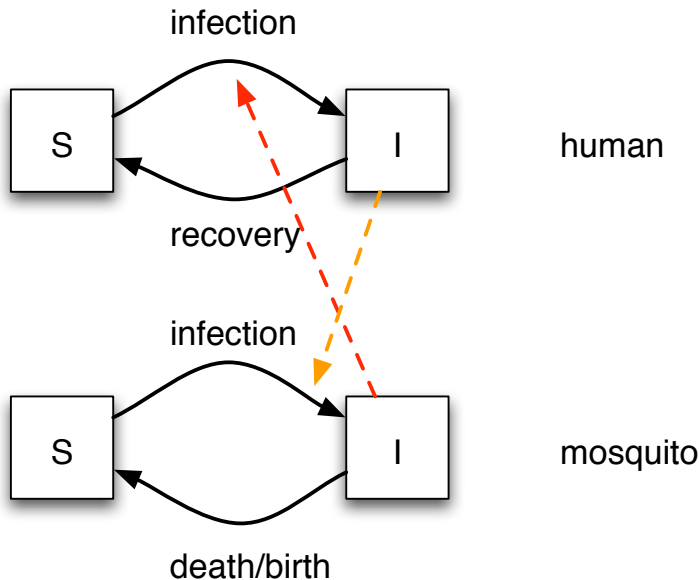 infection
S
I
human
recovery
infection
S
I
mosquito
death/birth